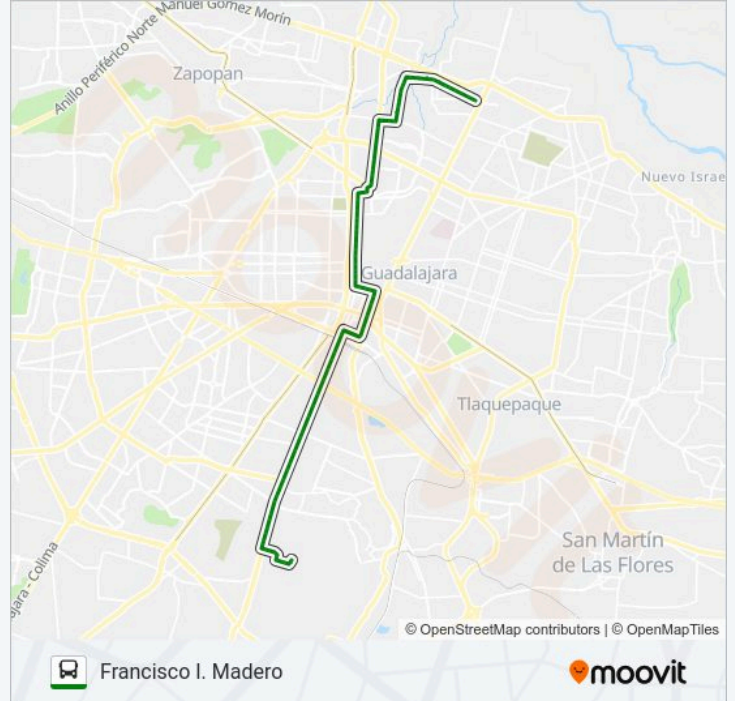 Anillo Periférico Norte Manuel Gómez Morín
Zapopan
Nuevo Israe
Guadalajara
Tlaquepaque
San Martín
de Las Flores
ajara - Colima
© OpenStreetMap contributors | © OpenMapTiles
Francisco I. Madero
moovit